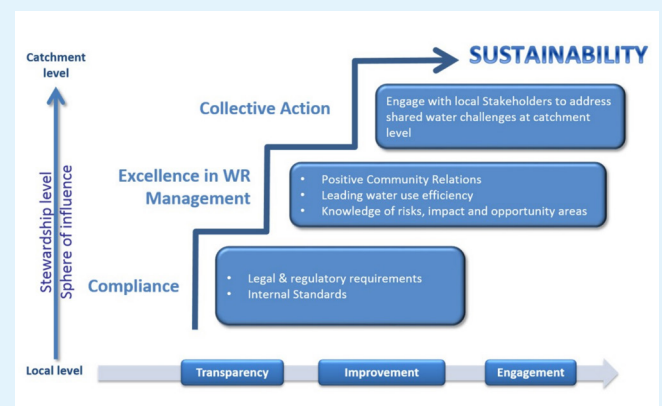 Catchment
level
SUSTAINABILITY
Collective Action
Engage with local Stakeholders to address
shared water challenges at catchment
level
Excellence in WR
Management
• Positive Community Relations
• Leading water use efficiency
• Knowledge of risks, impact and opportunity areas
Stewardship level
Sphere of influence
Compliance
• Legal & regulatory requirements
• Internal Standards
Local level
Transparency
Improvement
Engagement